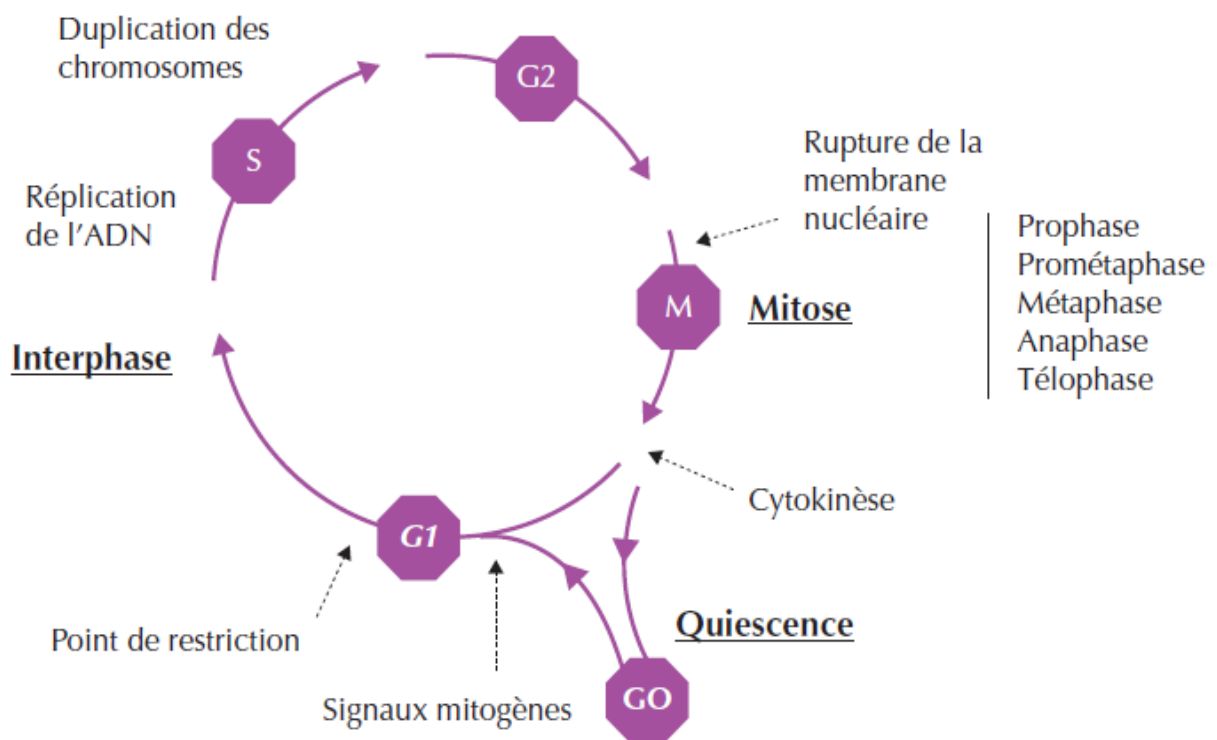 Duplication des
chromosomes
G2
S
Rupture de la
membrane
nucléaire
Réplication
de l'ADN
Prophase
Prométaphase
Métaphase
Anaphase
Télophase
M
Mitose
Interphase
Cytokinèse
G1
Point de restriction
Quiescence
Signaux mitogènes
GO